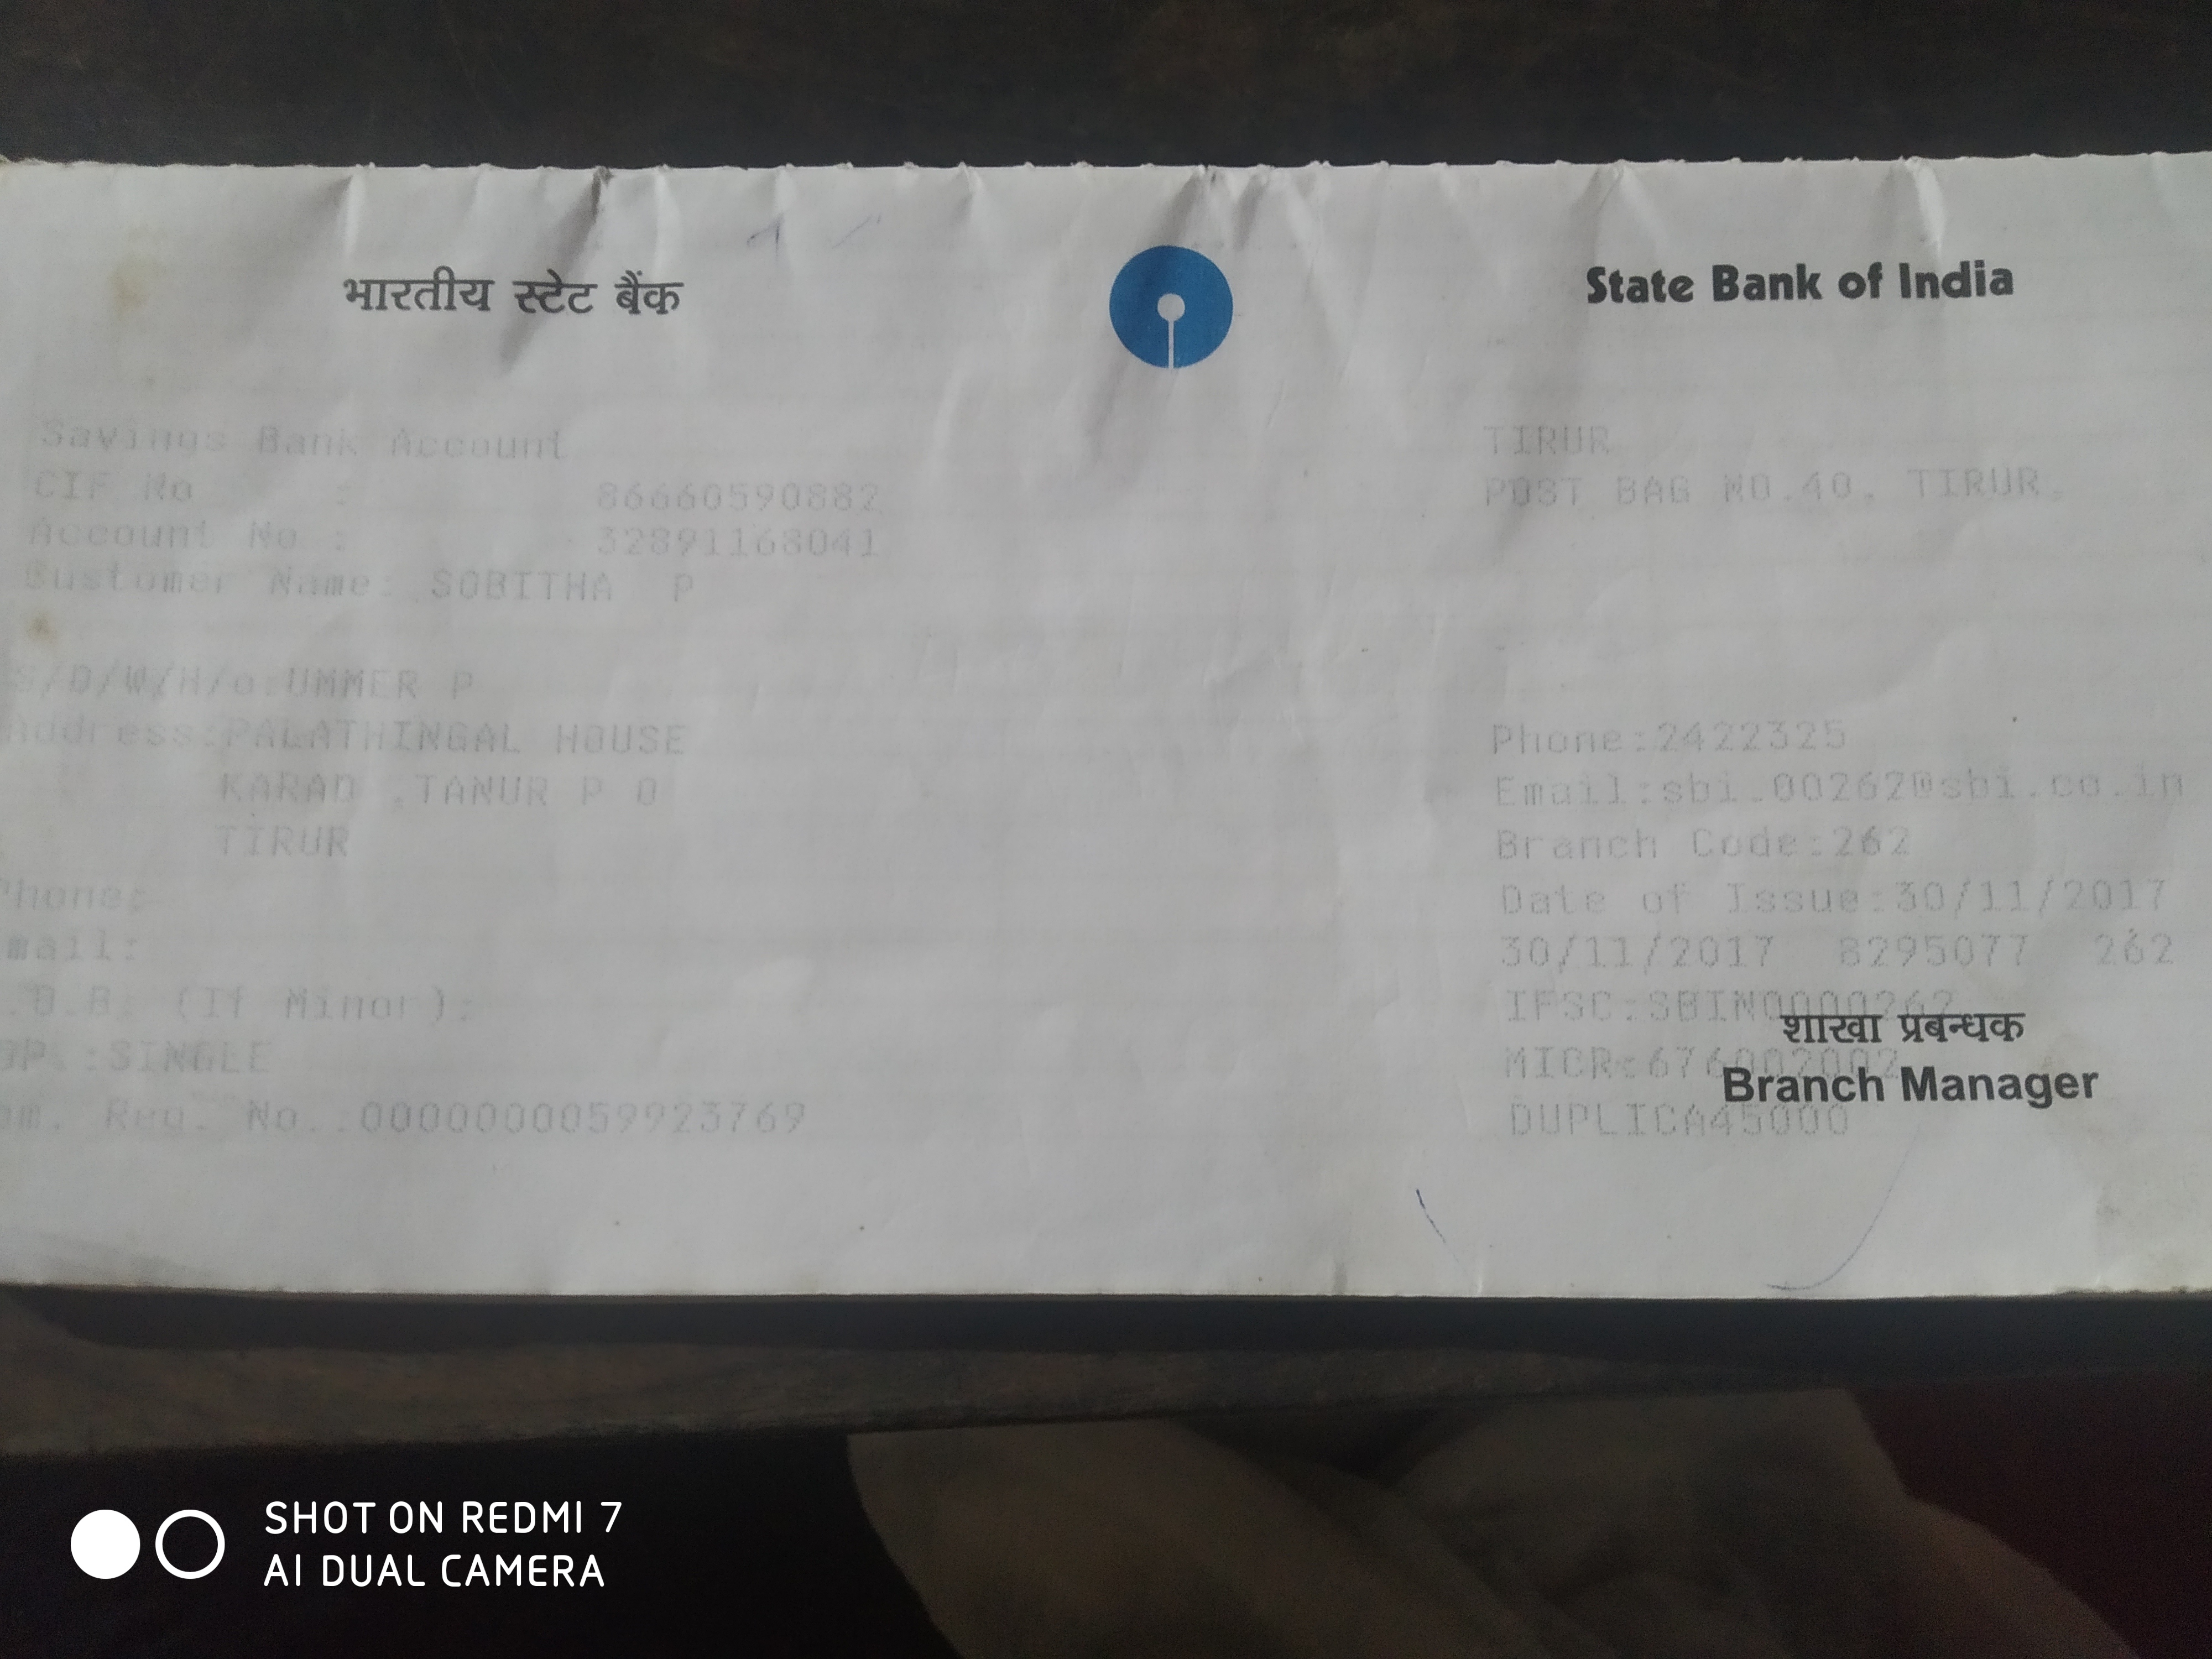 भारतीय स्टेट बैंक
State Bank of India
Savings Bank Account
CIF No : 86660590882
Account No : 32891168041
Customer Name: SOBITHA P
S/D/W/H/o:UMMER P
Address:PALATHINGAL HOUSE
KARAD ,TANUR P O
TIRUR
Phone:
mail:
.O.B. (If Minor):
OP.:SINGLE
om. Reg. No.:0000000059923769
TIRUR
POST BAG NO.40, TIRUR.
Phone:2422325
Email:sbi.00262@sbi.co.in
Branch Code:262
Date of Issue:30/11/2017
30/11/2017 8295077 262
IFSC:SBIN0000262
शाखा प्रबन्धक
MICR:676002002
Branch Manager
DUPLICA45000
SHOT ON REDMI 7
AI DUAL CAMERA